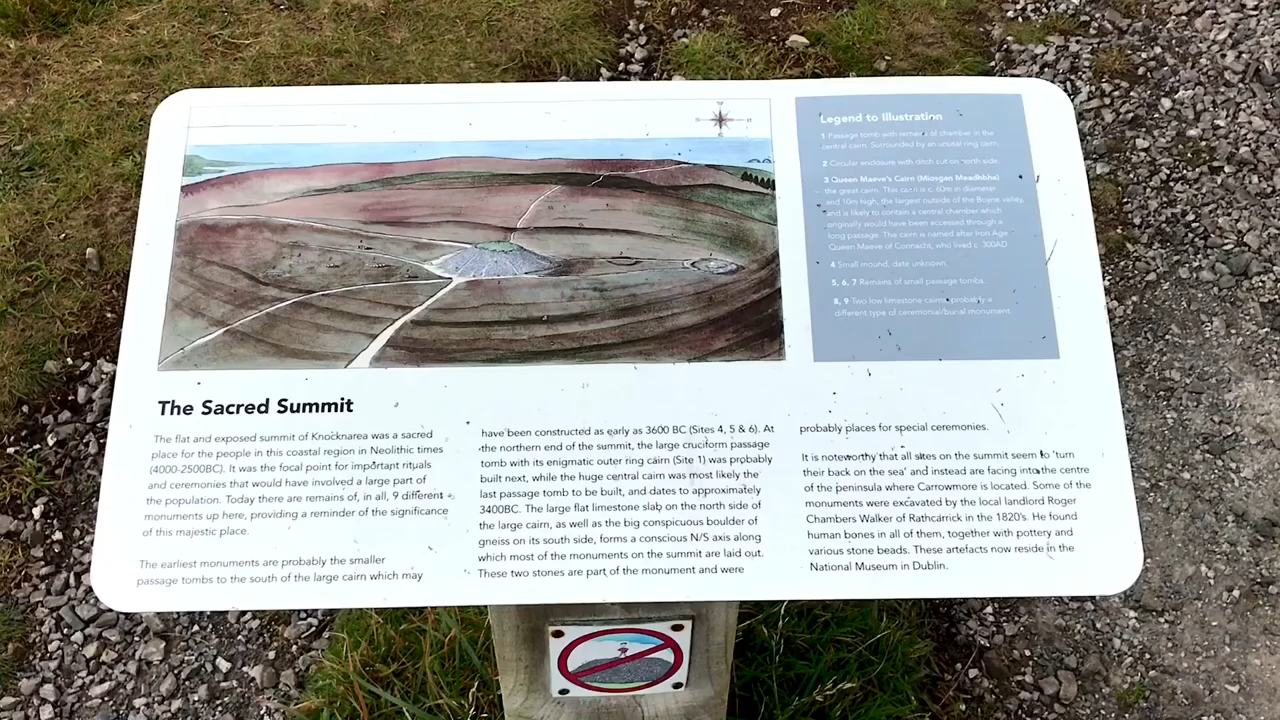 Legend to Illustration
1 Passage tomb with remains of chamber in the
central cairn. Surrounded by an unusal ring cairn.
2 Circular enclosure with ditch cut on north side.
3 Queen Maeve's Cairn (Miosgan Meadhbha)
the great cairn. This cairn is c. 60m in diameter
and 10m high, the largest outside of the Boyne valley,
and is likely to contain a central chamber which
originally would have been accessed through a
long passage. The cairn is named after Iron Age
Queen Maeve of Connacht, who lived c. 300AD
4 Small mound, date unknown.
5, 6, 7 Remains of small passage tombs.
8, 9 Two low limestone cairns, probably a
different type of ceremonial/burial monument.
The Sacred Summit
The flat and exposed summit of Knocknarea was a sacred
place for the people in this coastal region in Neolithic times
(4000-2500BC). It was the focal point for important rituals
and ceremonies that would have involved a large part of
the population. Today there are remains of, in all, 9 different
monuments up here, providing a reminder of the significance
of this majestic place.
The earliest monuments are probably the smaller
passage tombs to the south of the large cairn which may
have been constructed as early as 3600 BC (Sites 4, 5 & 6). At
the northern end of the summit, the large cruciform passage
tomb with its enigmatic outer ring cairn (Site 1) was probably
built next, while the huge central cairn was most likely the
last passage tomb to be built, and dates to approximately
3400BC. The large flat limestone slab on the north side of
the large cairn, as well as the big conspicuous boulder of
gneiss on its south side, forms a conscious N/S axis along
which most of the monuments on the summit are laid out.
These two stones are part of the monument and were
probably places for special ceremonies.
It is noteworthy that all sites on the summit seem to 'turn
their back on the sea' and instead are facing into the centre
of the peninsula where Carrowmore is located. Some of the
monuments were excavated by the local landlord Roger
Chambers Walker of Rathcarrick in the 1820's. He found
human bones in all of them, together with pottery and
various stone beads. These artefacts now reside in the
National Museum in Dublin.